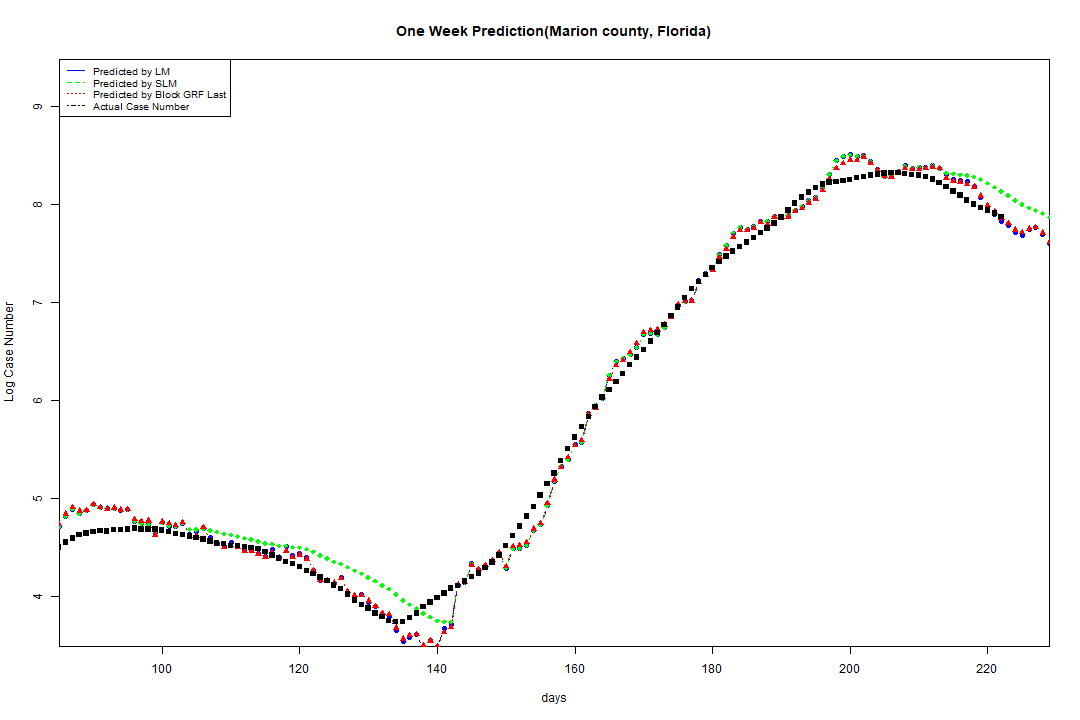 One Week Prediction(Marion county, Florida)
Predicted by LM
Predicted by SLM
Predicted by Block GRF Last
Actual Case Number
9
8
7
6
5
4
Log Case Number
100 120 140 160 180 200 220
days